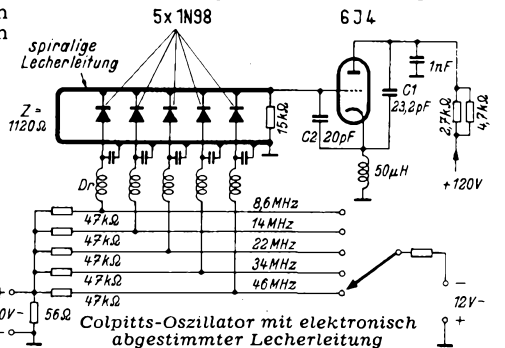 n
n
5x 1N98
6J4
spiralige
Lecherleitung
Z=
1120Ω
15kΩ
C2
20pF
C1
23,2pF
1nF
2,7kΩ
4,7kΩ
50μH
+120V
Dr
8,6MHz
47kΩ
14MHz
47kΩ
22MHz
47kΩ
34MHz
47kΩ
46MHz
47kΩ
+
0V-
-
56Ω
-
12V-
+
Colpitts-Oszillator mit elektronisch
abgestimmter Lecherleitung